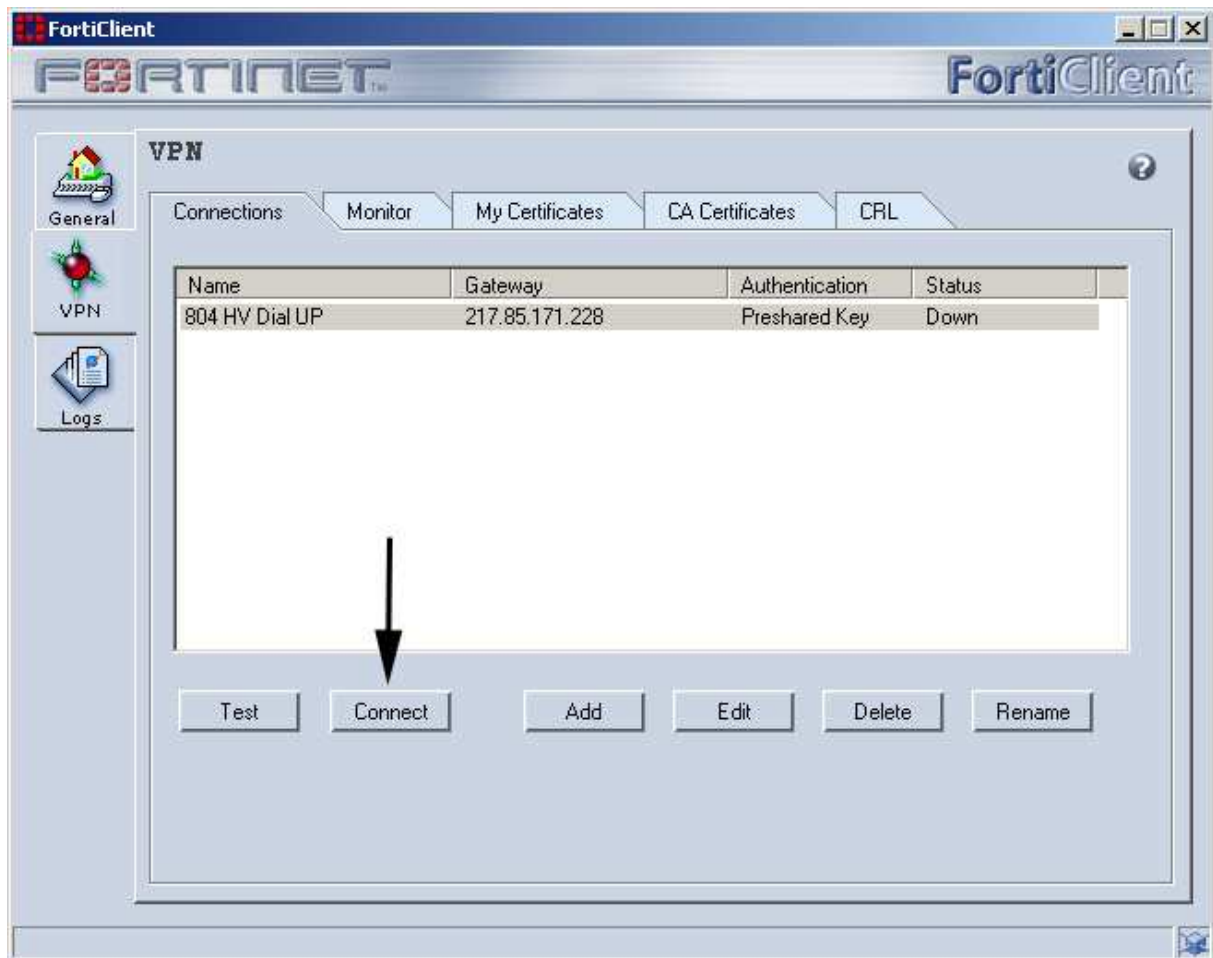 FortiClient
FORTINET™
FortiClient
General
VPN
Logs
VPN
Connections Monitor My Certificates CA Certificates CRL
Name Gateway Authentication Status
804 HV Dial UP 217.85.171.228 Preshared Key Down
Test Connect Add Edit Delete Rename